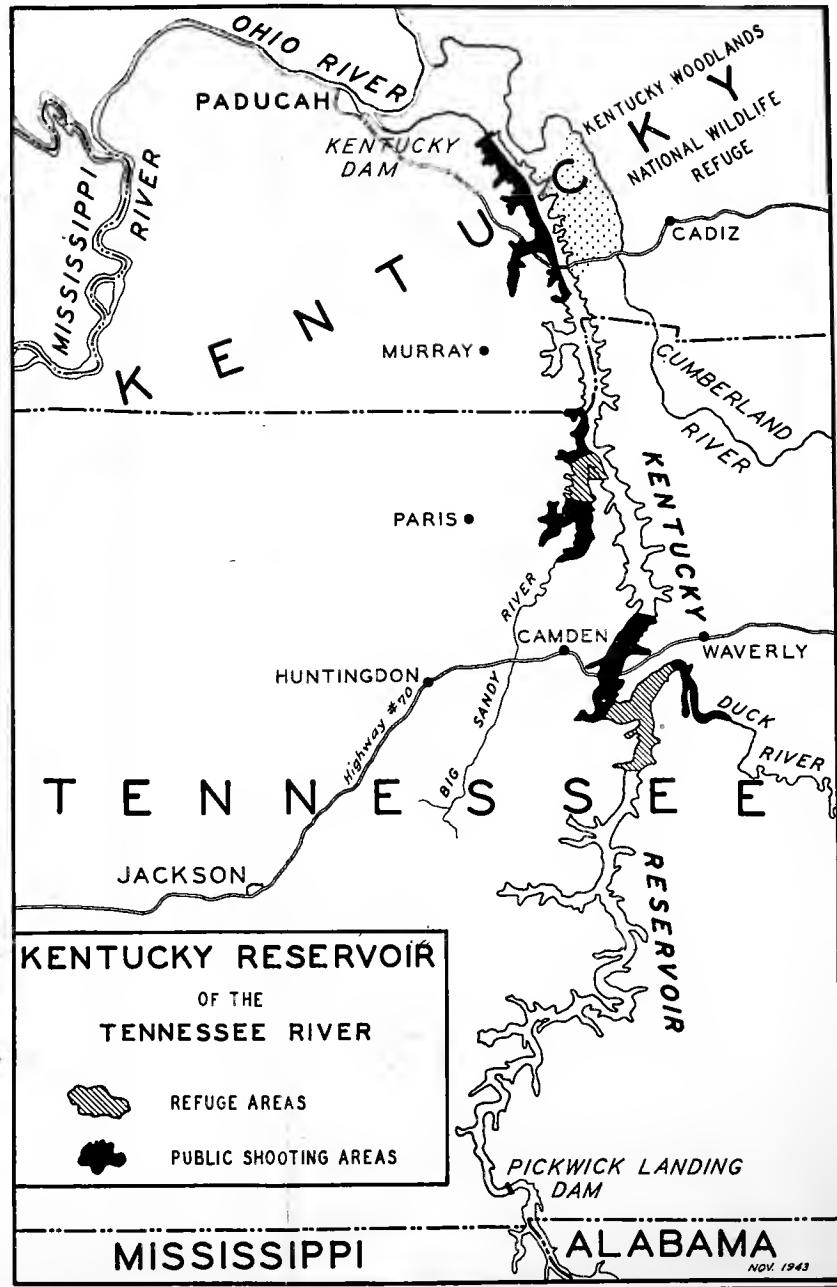 OHIO RIVER
PADUCAH
KENTUCKY
DAM
KENTUCKY WOODLANDS
NATIONAL WILDLIFE
REFUGE
KENTUCKY
CADIZ
MISSISSIPPI
RIVER
MURRAY
CUMBERLAND
RIVER
PARIS
KENTUCKY
RESERVOIR
BIG SANDY RIVER
CAMDEN
WAVERLY
HUNTINGDON
Highway #70
DUCK
RIVER
TENNESSEE
JACKSON
KENTUCKY RESERVOIR
OF THE
TENNESSEE RIVER
REFUGE AREAS
PUBLIC SHOOTING AREAS
PICKWICK LANDING
DAM
MISSISSIPPI
ALABAMA
NOV. 1943